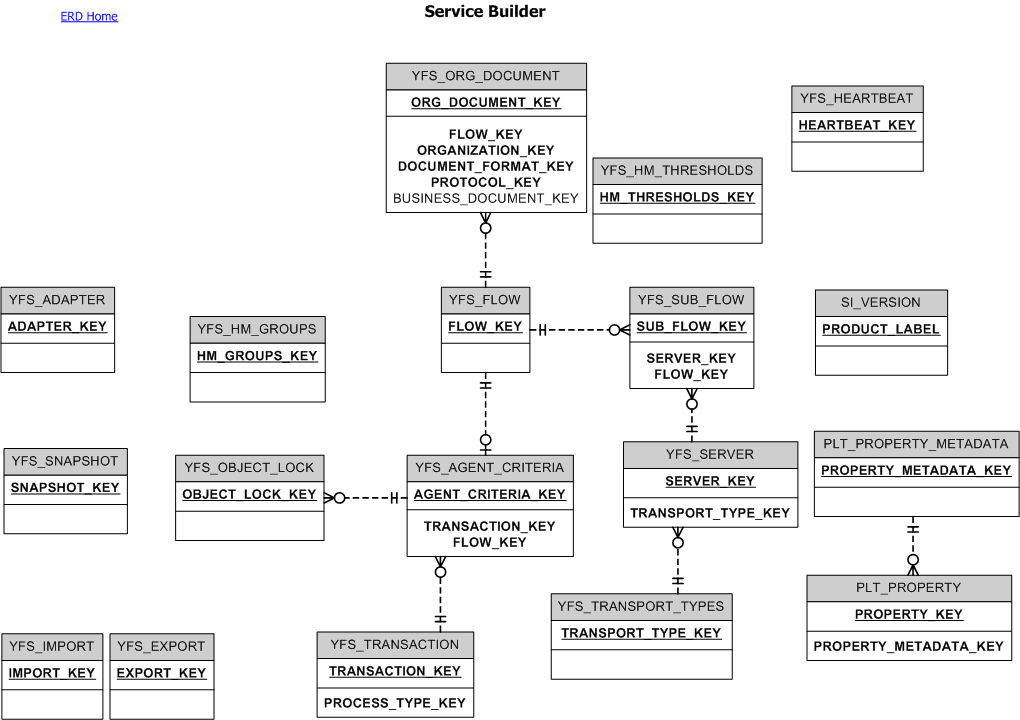 ERD Home
Service Builder
YFS_ORG_DOCUMENT
ORG_DOCUMENT_KEY
FLOW_KEY
ORGANIZATION_KEY
DOCUMENT_FORMAT_KEY
PROTOCOL_KEY
BUSINESS_DOCUMENT_KEY
YFS_HEARTBEAT
HEARTBEAT_KEY
YFS_HM_THRESHOLDS
HM_THRESHOLDS_KEY
YFS_ADAPTER
ADAPTER_KEY
YFS_HM_GROUPS
HM_GROUPS_KEY
YFS_FLOW
FLOW_KEY
YFS_SUB_FLOW
SUB_FLOW_KEY
SERVER_KEY
FLOW_KEY
SI_VERSION
PRODUCT_LABEL
YFS_SNAPSHOT
SNAPSHOT_KEY
YFS_OBJECT_LOCK
OBJECT_LOCK_KEY
YFS_AGENT_CRITERIA
AGENT_CRITERIA_KEY
TRANSACTION_KEY
FLOW_KEY
YFS_SERVER
SERVER_KEY
TRANSPORT_TYPE_KEY
PLT_PROPERTY_METADATA
PROPERTY_METADATA_KEY
PLT_PROPERTY
PROPERTY_KEY
PROPERTY_METADATA_KEY
YFS_TRANSPORT_TYPES
TRANSPORT_TYPE_KEY
YFS_IMPORT
IMPORT_KEY
YFS_EXPORT
EXPORT_KEY
YFS_TRANSACTION
TRANSACTION_KEY
PROCESS_TYPE_KEY